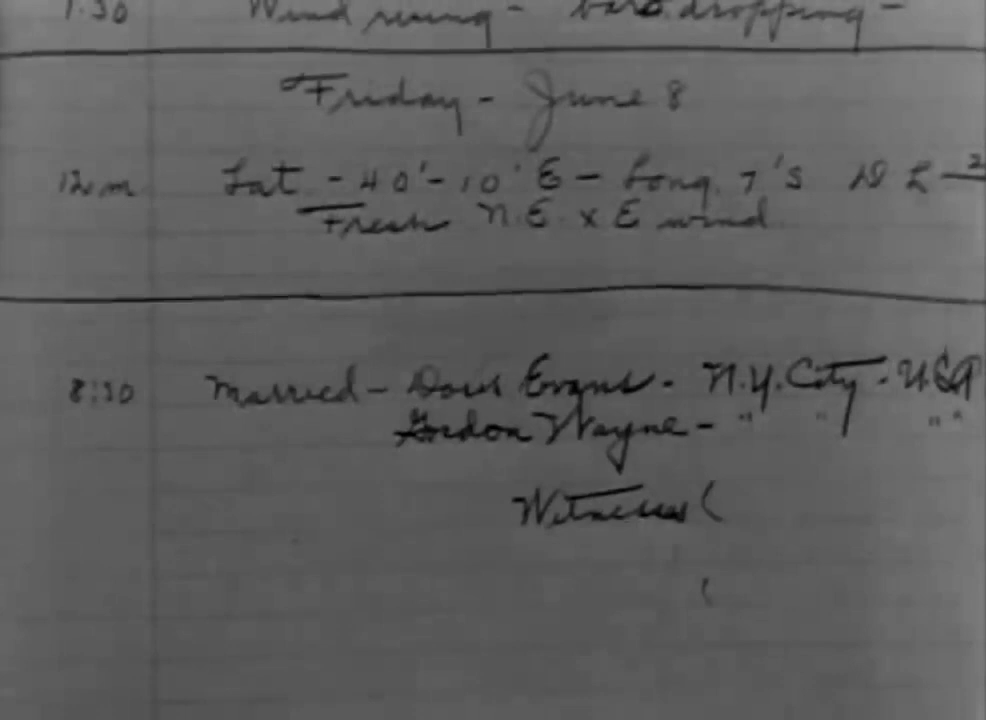 1:30 Wind rising - baro. dropping -
Friday - June 8
12 m Lat - 40'- 10' E - Long. 7's
Fresh N.E. x E wind
8:30 Married - Doris Evans - N.Y. City - USA
Gordon Wayne - " " " "
Witnesses (
(